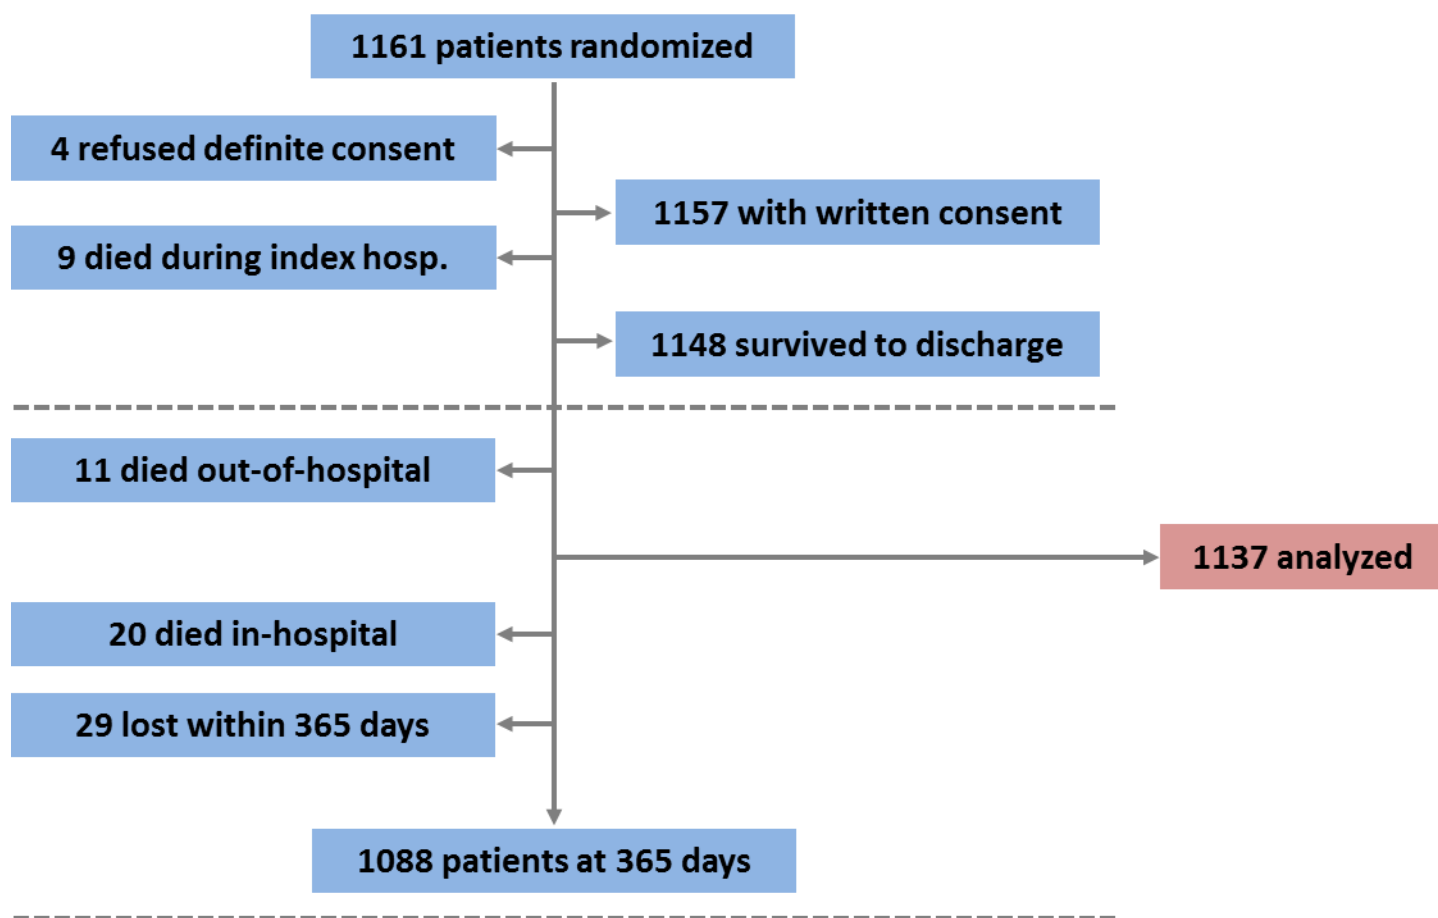 1161 patients randomized
4 refused definite consent
1157 with written consent
9 died during index hosp.
1148 survived to discharge
11 died out-of-hospital
1137 analyzed
20 died in-hospital
29 lost within 365 days
1088 patients at 365 days